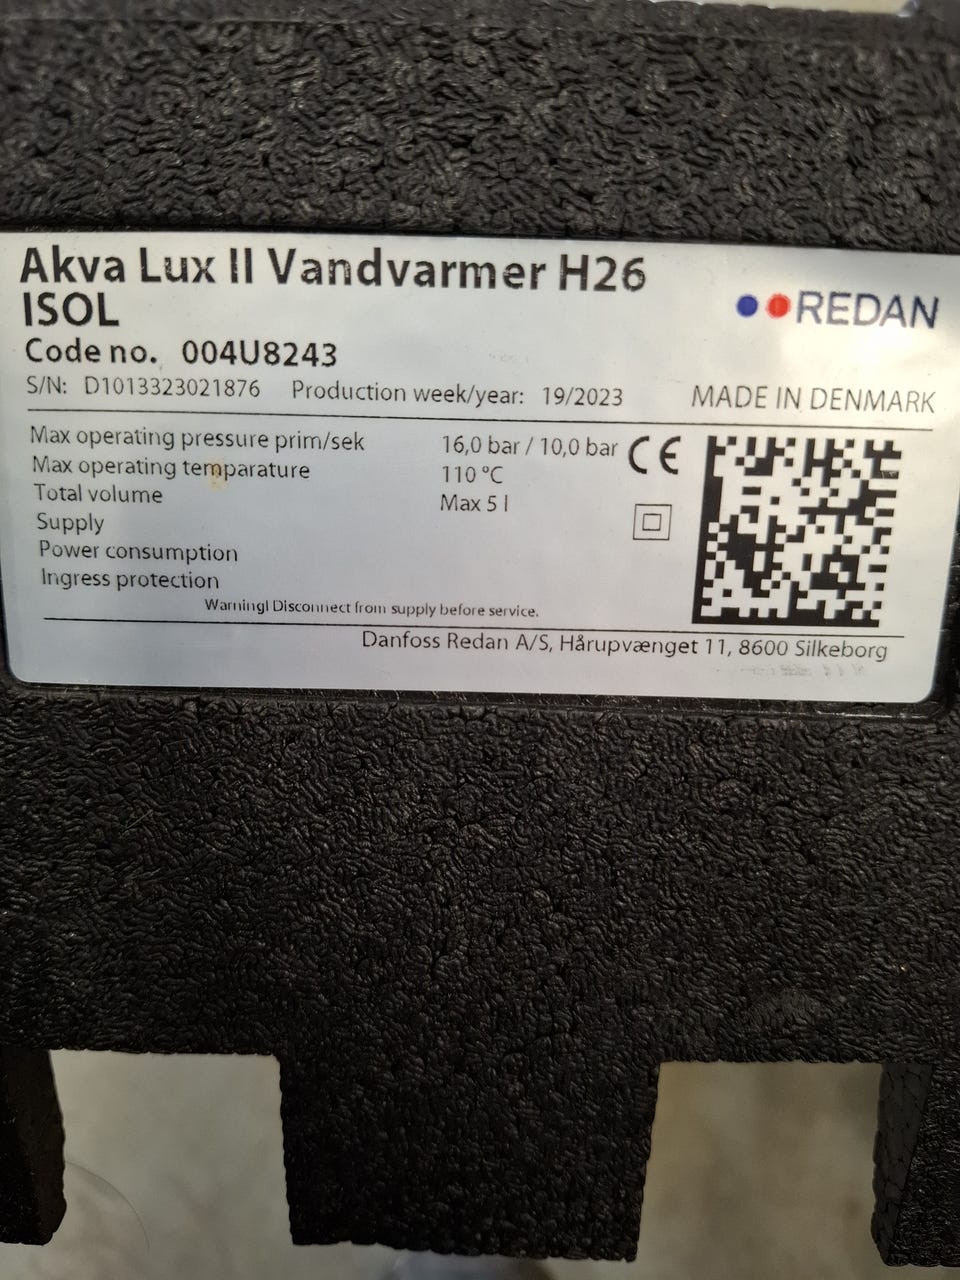 Akva Lux II Vandvarmer H26
ISOL
REDAN
Code no. 004U8243
S/N: D1013323021876 Production week/year: 19/2023 MADE IN DENMARK
Max operating pressure prim/sek 16,0 bar / 10,0 bar CE
Max operating temparature 110 °C
Total volume Max 5 l
Supply
Power consumption
Ingress protection
Warning! Disconnect from supply before service.
Danfoss Redan A/S, Hårupvænget 11, 8600 Silkeborg